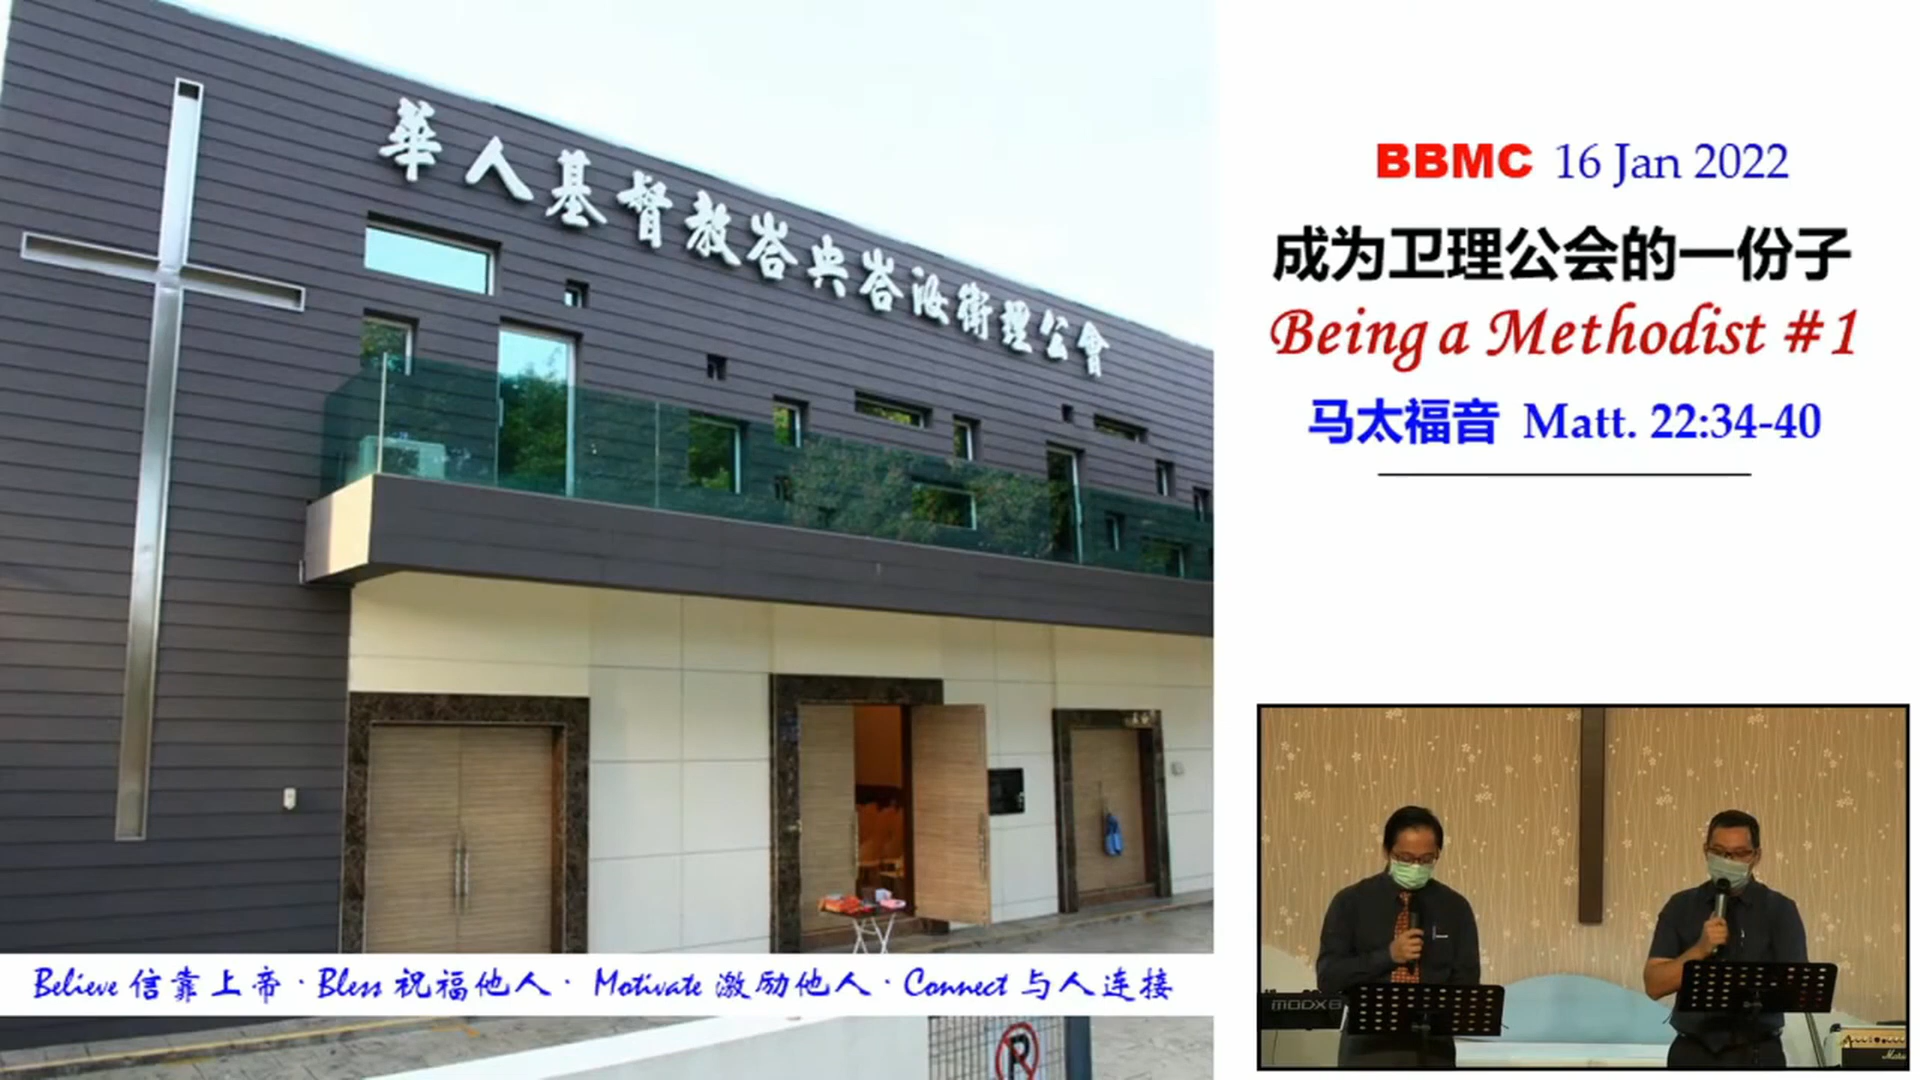 華人基督教峇央峇汝衛理公會
BBMC 16 Jan 2022
成为卫理公会的一份子
Being a Methodist #1
马太福音 Matt. 22:34-40
Believe 信靠上帝 · Bless 祝福他人 · Motivate 激励他人 · Connect 与人连接
P
MODX8